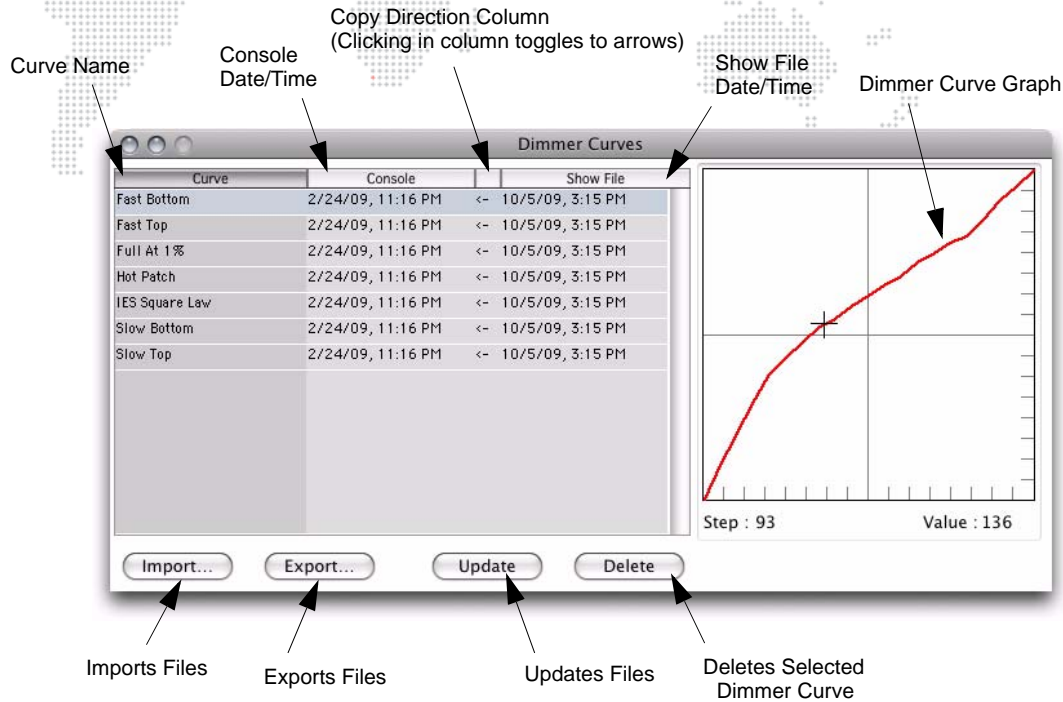 Copy Direction Column
(Clicking in column toggles to arrows)
Curve Name
Console
Date/Time
Show File
Date/Time
Dimmer Curve Graph
Dimmer Curves
Curve Console Show File
Fast Bottom 2/24/09, 11:16 PM <- 10/5/09, 3:15 PM
Fast Top 2/24/09, 11:16 PM <- 10/5/09, 3:15 PM
Full At 1% 2/24/09, 11:16 PM <- 10/5/09, 3:15 PM
Hot Patch 2/24/09, 11:16 PM <- 10/5/09, 3:15 PM
IES Square Law 2/24/09, 11:16 PM <- 10/5/09, 3:15 PM
Slow Bottom 2/24/09, 11:16 PM <- 10/5/09, 3:15 PM
Slow Top 2/24/09, 11:16 PM <- 10/5/09, 3:15 PM
Step : 93 Value : 136
Import... Export... Update Delete
Imports Files
Exports Files
Updates Files
Deletes Selected
Dimmer Curve